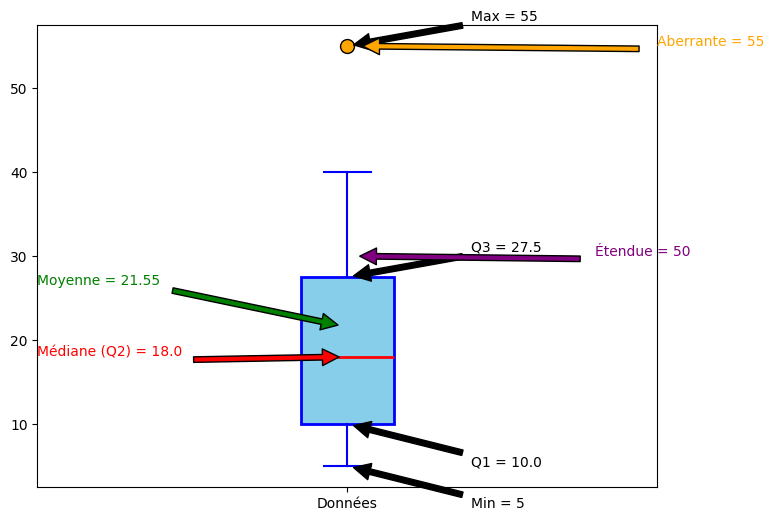 Max = 55
Aberrante = 55
50
40
Q3 = 27.5
Étendue = 50
30
Moyenne = 21.55
20
Médiane (Q2) = 18.0
10
Q1 = 10.0
Min = 5
Données